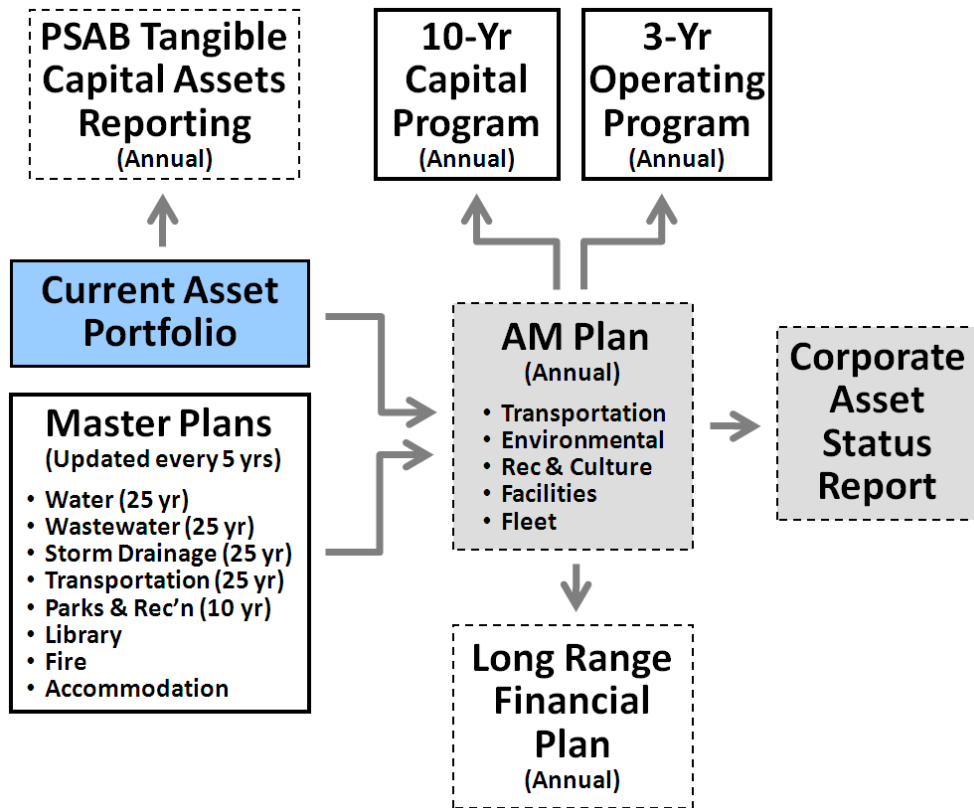 PSAB Tangible
Capital Assets
Reporting
(Annual)
10-Yr
Capital
Program
(Annual)
3-Yr
Operating
Program
(Annual)
Current Asset
Portfolio
Master Plans
(Updated every 5 yrs)
• Water (25 yr)
• Wastewater (25 yr)
• Storm Drainage (25 yr)
• Transportation (25 yr)
• Parks & Rec’n (10 yr)
• Library
• Fire
• Accommodation
AM Plan
(Annual)
• Transportation
• Environmental
• Rec & Culture
• Facilities
• Fleet
Corporate
Asset
Status
Report
Long Range
Financial
Plan
(Annual)